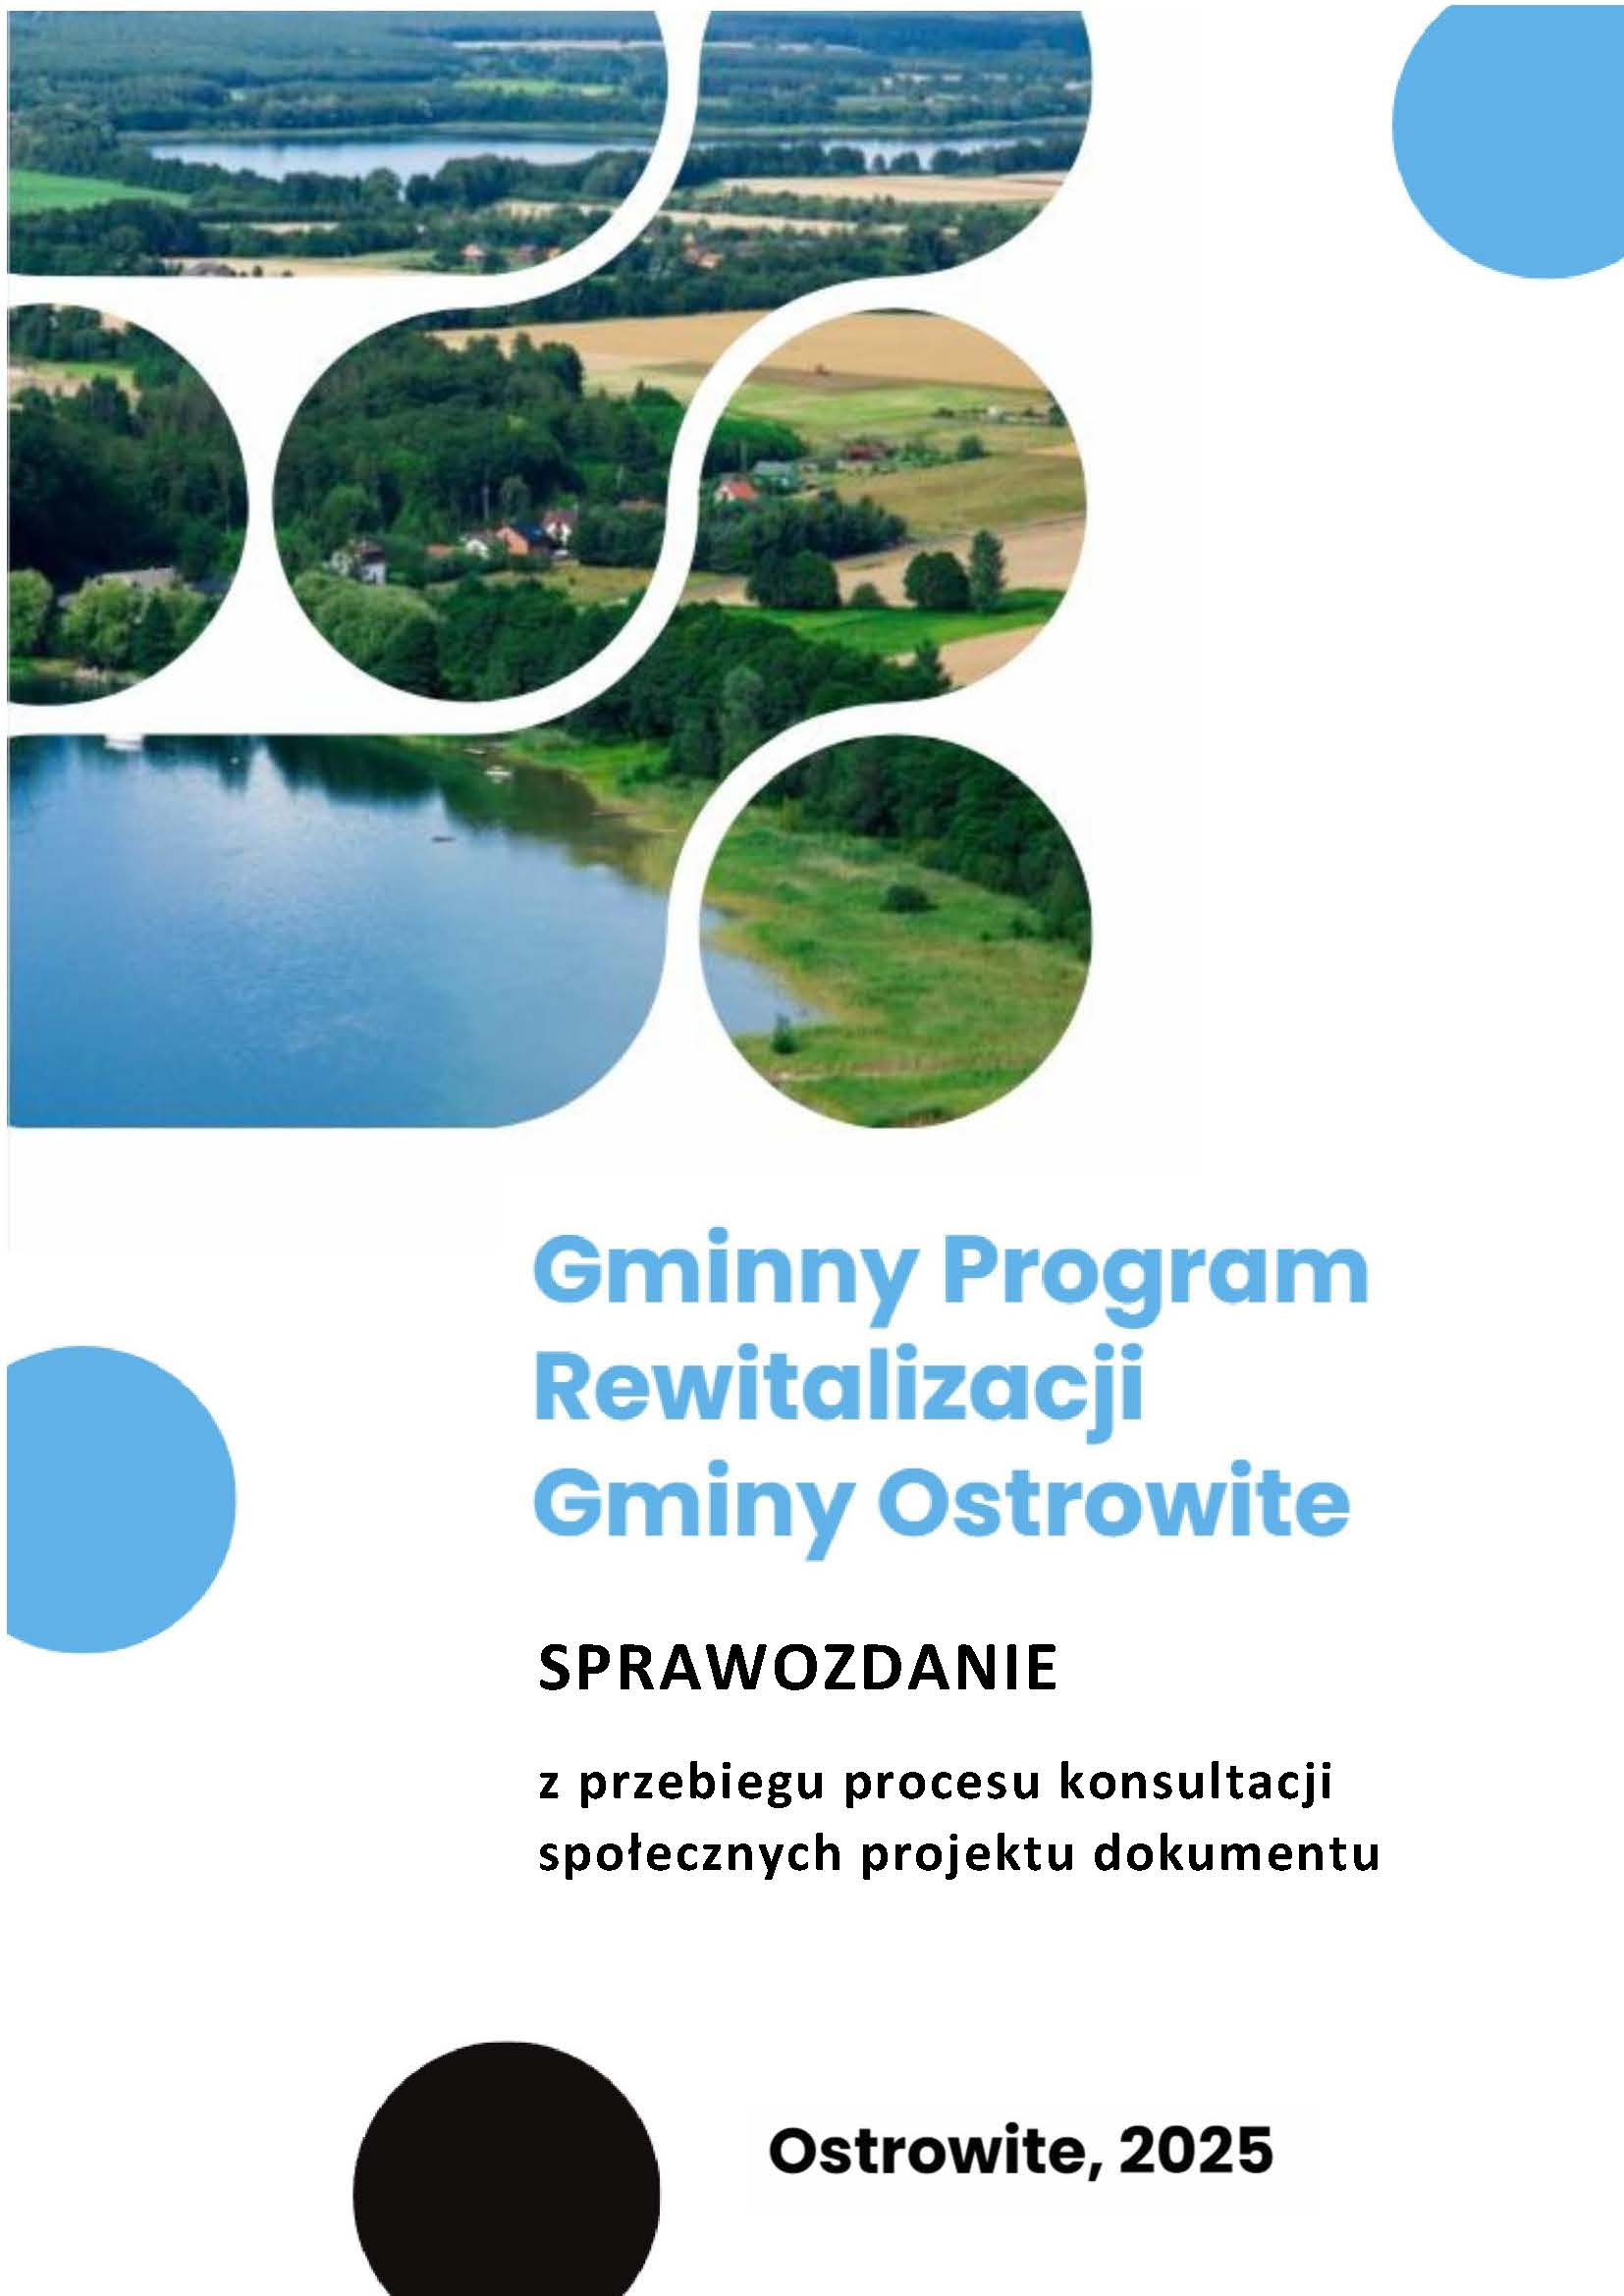 Gminny Program
Rewitalizacji
Gminy Ostrowite
SPRAWOZDANIE
z przebiegu procesu konsultacji
społecznych projektu dokumentu
Ostrowite, 2025